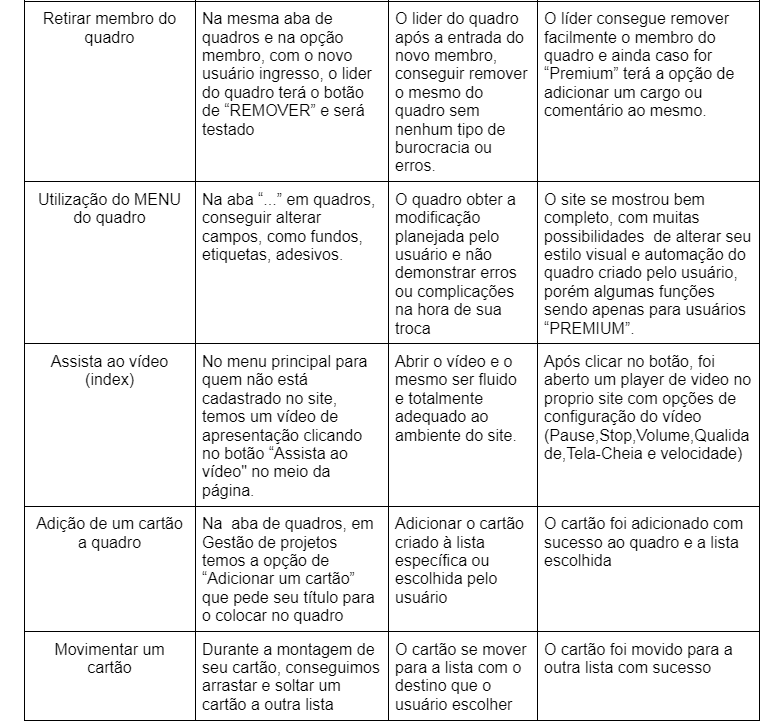 Retirar membro do
quadro
Na mesma aba de
quadros e na opção
membro, com o novo
usuário ingresso, o lider
do quadro terá o botão
de “REMOVER” e será
testado
O lider do quadro
após a entrada do
novo membro,
conseguir remover
o mesmo do
quadro sem
nenhum tipo de
burocracia ou
erros.
O líder consegue remover
facilmente o membro do
quadro e ainda caso for
“Premium” terá a opção de
adicionar um cargo ou
comentário ao mesmo.
Utilização do MENU
do quadro
Na aba “...” em quadros,
conseguir alterar
campos, como fundos,
etiquetas, adesivos.
O quadro obter a
modificação
planejada pelo
usuário e não
demonstrar erros
ou complicações
na hora de sua
troca
O site se mostrou bem
completo, com muitas
possibilidades  de alterar seu
estilo visual e automação do
quadro criado pelo usuário,
porém algumas funções
sendo apenas para usuários
“PREMIUM”.
Assista ao vídeo
(index)
No menu principal para
quem não está
cadastrado no site,
temos um vídeo de
apresentação clicando
no botão “Assista ao
vídeo" no meio da
página.
Abrir o vídeo e o
mesmo ser fluido
e totalmente
adequado ao
ambiente do site.
Após clicar no botão, foi
aberto um player de video no
proprio site com opções de
configuração do vídeo
(Pause,Stop,Volume,Qualida
de,Tela-Cheia e velocidade)
Adição de um cartão
a quadro
Na  aba de quadros, em
Gestão de projetos
temos a opção de
“Adicionar um cartão”
que pede seu título para
o colocar no quadro
Adicionar o cartão
criado à lista
específica ou
escolhida pelo
usuário
O cartão foi adicionado com
sucesso ao quadro e a lista
escolhida
Movimentar um
cartão
Durante a montagem de
seu cartão, conseguimos
arrastar e soltar um
cartão a outra lista
O cartão se mover
para a lista com o
destino que o
usuário escolher
O cartão foi movido para a
outra lista com sucesso